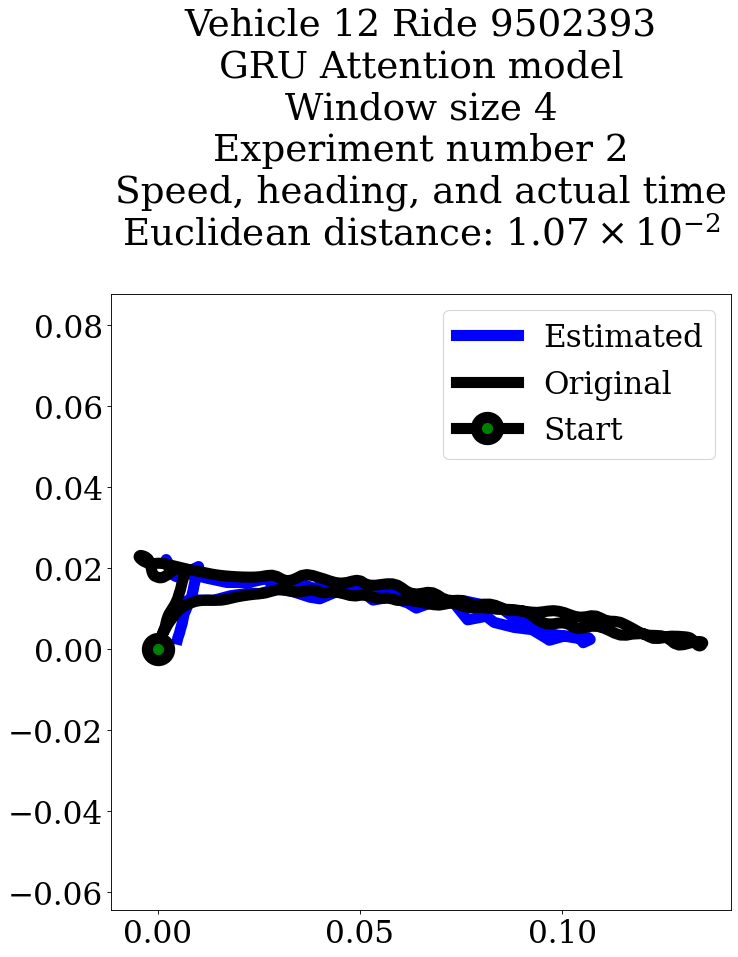 Vehicle 12 Ride 9502393
GRU Attention model
Window size 4
Experiment number 2
Speed, heading, and actual time
Euclidean distance: 1.07 × 10⁻²
Estimated
Original
Start
0.08
0.06
0.04
0.02
0.00
−0.02
−0.04
−0.06
0.00 0.05 0.10